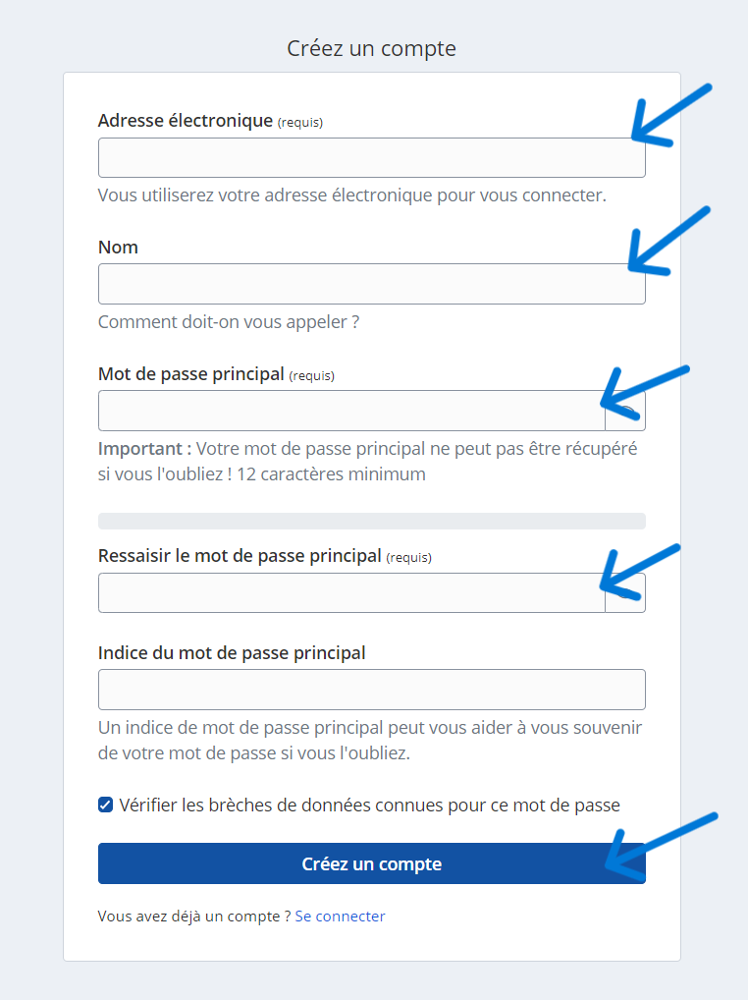 Créez un compte
Adresse électronique (requis)
Vous utiliserez votre adresse électronique pour vous connecter.
Nom
Comment doit-on vous appeler ?
Mot de passe principal (requis)
Important : Votre mot de passe principal ne peut pas être récupéré
si vous l'oubliez ! 12 caractères minimum
Ressaisir le mot de passe principal (requis)
Indice du mot de passe principal
Un indice de mot de passe principal peut vous aider à vous souvenir
de votre mot de passe si vous l'oubliez.
Vérifier les brèches de données connues pour ce mot de passe
Créez un compte
Vous avez déjà un compte ? Se connecter